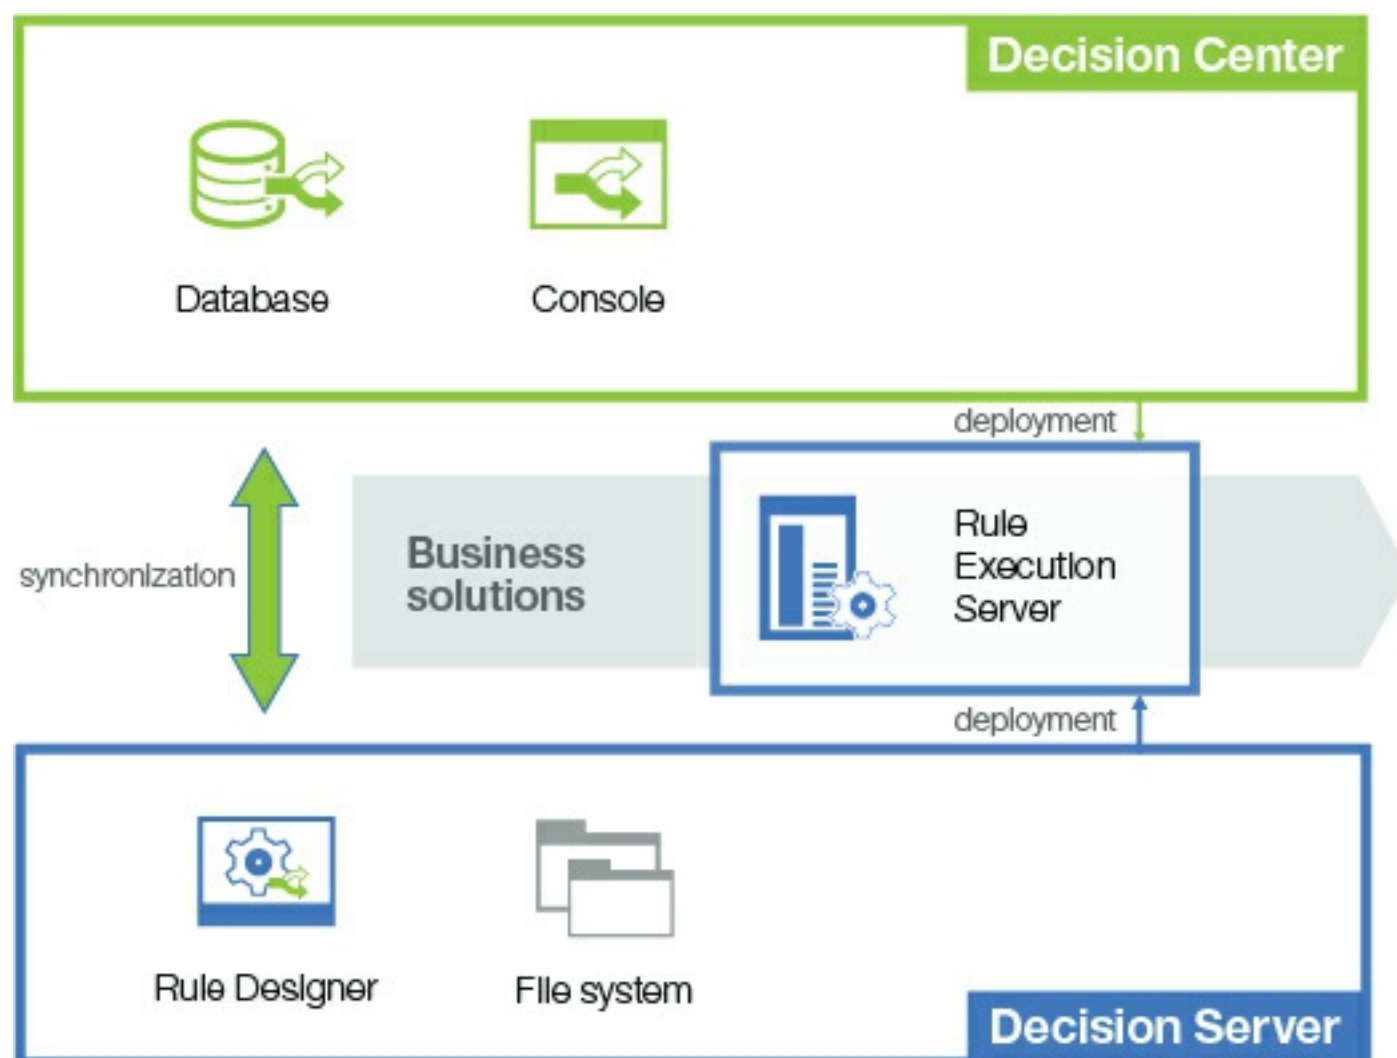 Decision Center
Database
Console
deployment
synchronization
Business
solutions
Rule
Execution
Server
deployment
Rule Designer
File system
Decision Server